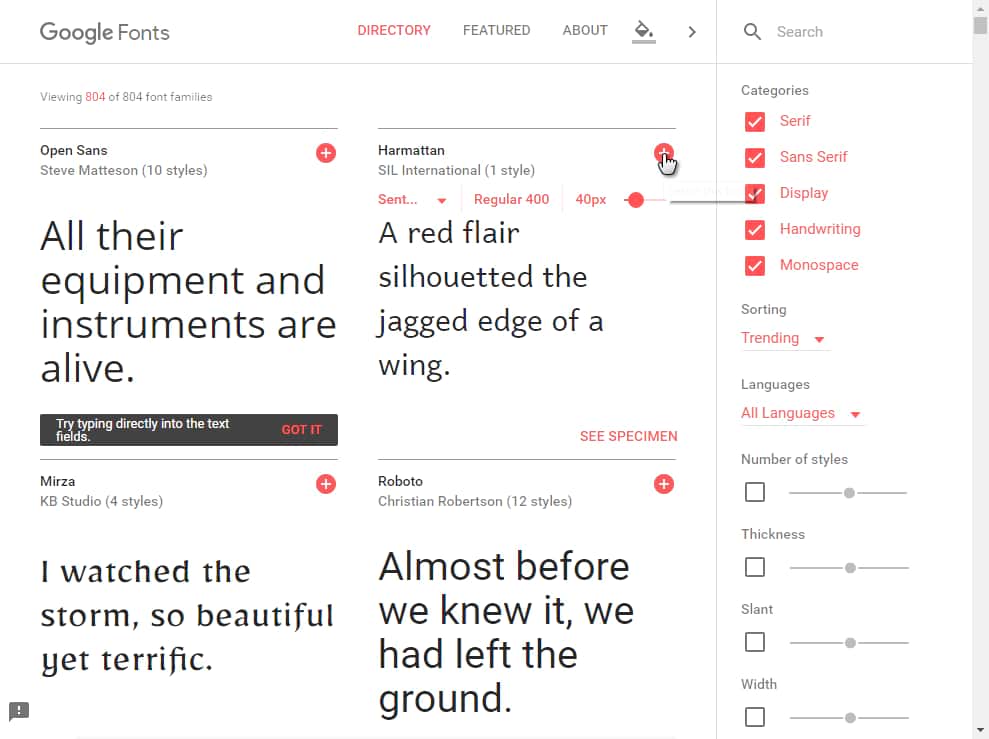 Google Fonts
DIRECTORY FEATURED ABOUT
Search
Viewing 804 of 804 font families
Open Sans
Steve Matteson (10 styles)
All their
equipment and
instruments are
alive.
Try typing directly into the text
fields.
GOT IT
Harmattan
SIL International (1 style)
Sent... Regular 400 40px
A red flair
silhouetted the
jagged edge of a
wing.
SEE SPECIMEN
Mirza
KB Studio (4 styles)
I watched the
storm, so beautiful
yet terrific.
Roboto
Christian Robertson (12 styles)
Almost before
we knew it, we
had left the
ground.
Categories
Serif
Sans Serif
Display
Handwriting
Monospace
Sorting
Trending
Languages
All Languages
Number of styles
Thickness
Slant
Width